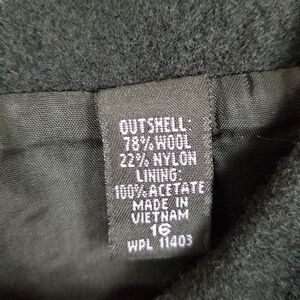 OUTSHELL:
78%WOOL
22%NYLON
LINING:
100%ACETATE
MADE IN
VIETNAM
16
WPL 11403